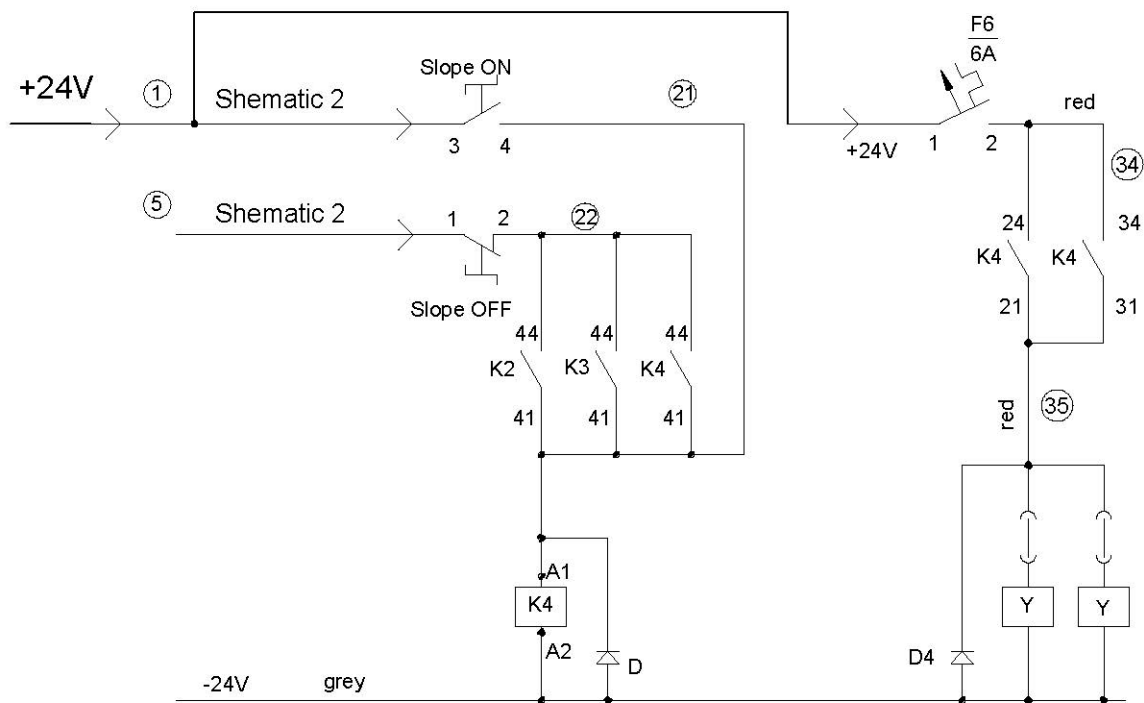 F6
6A
Slope ON
+24V
1
Shematic 2
21
red
3 4
+24V 1 2
34
5
Shematic 2
1 2
22
24 34
K4 K4
Slope OFF
21 31
44 44 44
K2 K3 K4
41 41 41
red
35
A1
K4
Y Y
A2
D
D4
-24V grey